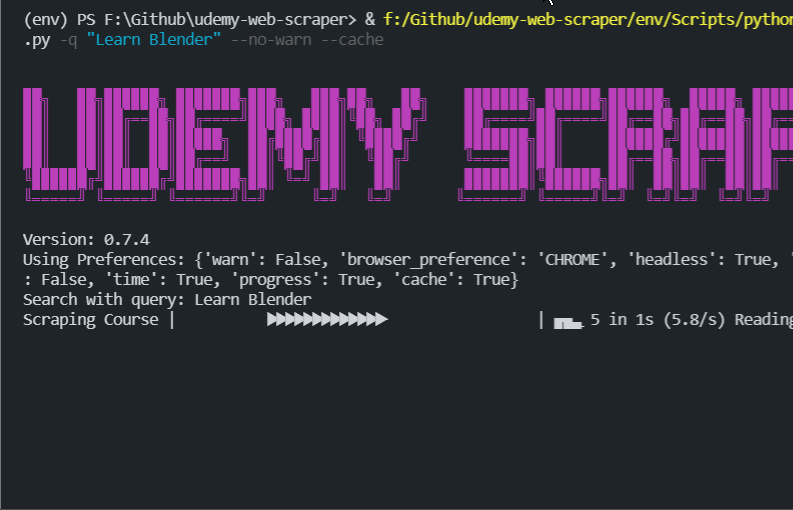 (env) PS F:\Github\udemy-web-scraper> & f:/Github/udemy-web-scraper/env/Scripts/python
.py -q "Learn Blender" --no-warn --cache
UDEMY SCRAP
Version: 0.7.4
Using Preferences: {'warn': False, 'browser_preference': 'CHROME', 'headless': True, '
: False, 'time': True, 'progress': True, 'cache': True}
Search with query: Learn Blender
Scraping Course | | 5 in 1s (5.8/s) Reading